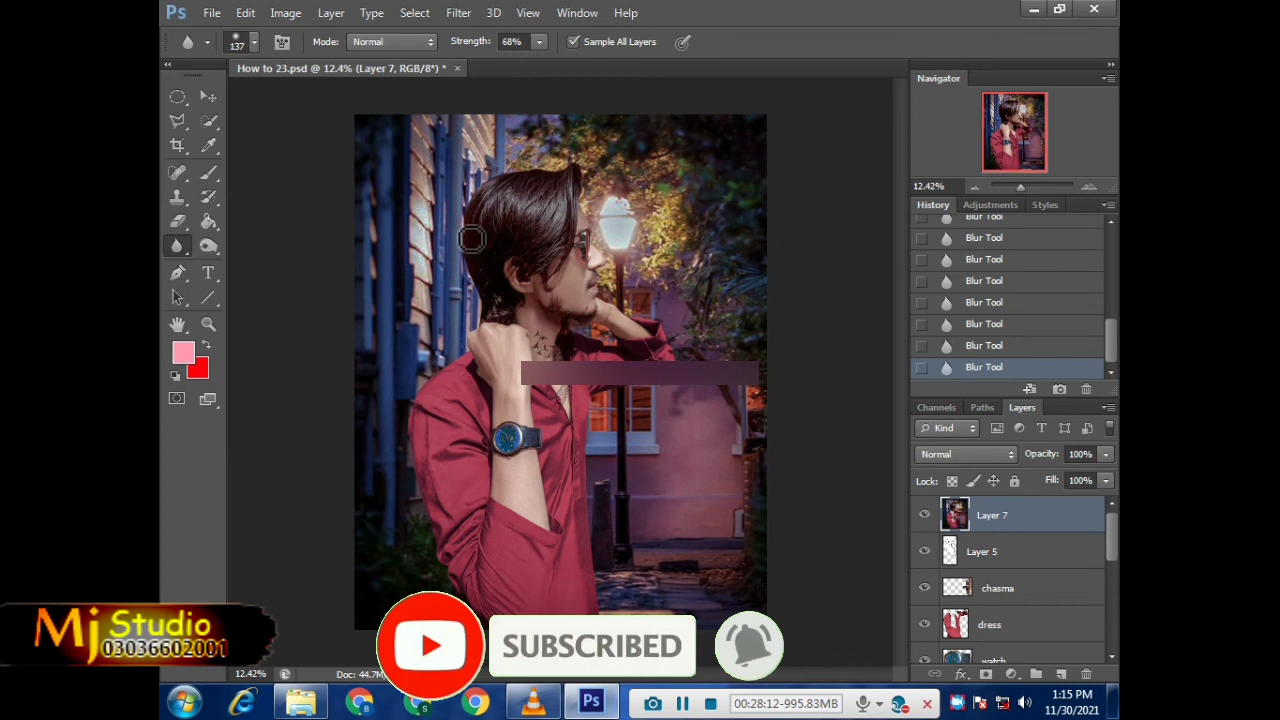 Ps File Edit Image Layer Type Select Filter 3D View Window Help
137 Mode: Normal Strength: 68% Sample All Layers
How to 23.psd @ 12.4% (Layer 7, RGB/8*) * ×
Navigator
12.42%
History Adjustments Styles
Blur Tool
Blur Tool
Blur Tool
Blur Tool
Blur Tool
Blur Tool
Blur Tool
Blur Tool
Channels Paths Layers
Kind
Normal Opacity: 100%
Lock: Fill: 100%
Layer 7
Layer 5
chasma
dress
watch
fx
Mj Studio
03036602001
SUBSCRIBED
12.42% Doc: 44.7M
Ps 00:28:12-995.83MB 1:15 PM
11/30/2021